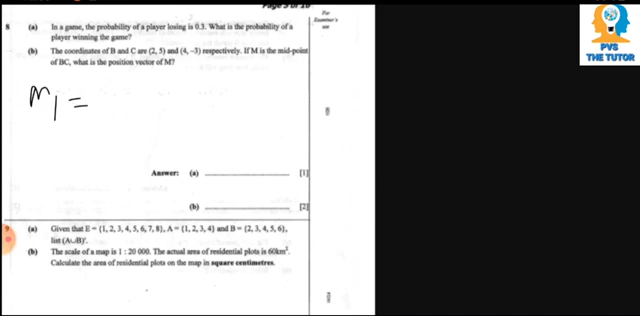 Page 5 of 10
For
Examiner's
use
8 (a) In a game, the probability of a player losing is 0.3. What is the probability of a
player winning the game?
(b) The coordinates of B and C are (2, 5) and (4, –3) respectively. If M is the mid-point
of BC, what is the position vector of M?
m1 =
Answer: (a) [1]
(b) [2]
9 (a) Given that E = {1, 2, 3, 4, 5, 6, 7, 8}, A = {1, 2, 3, 4} and B = {2, 3, 4, 5, 6},
list (A∪B)'.
(b) The scale of a map is 1 : 20 000. The actual area of residential plots is 60km².
Calculate the area of residential plots on the map in square centimetres.
PVS
THE TUTOR